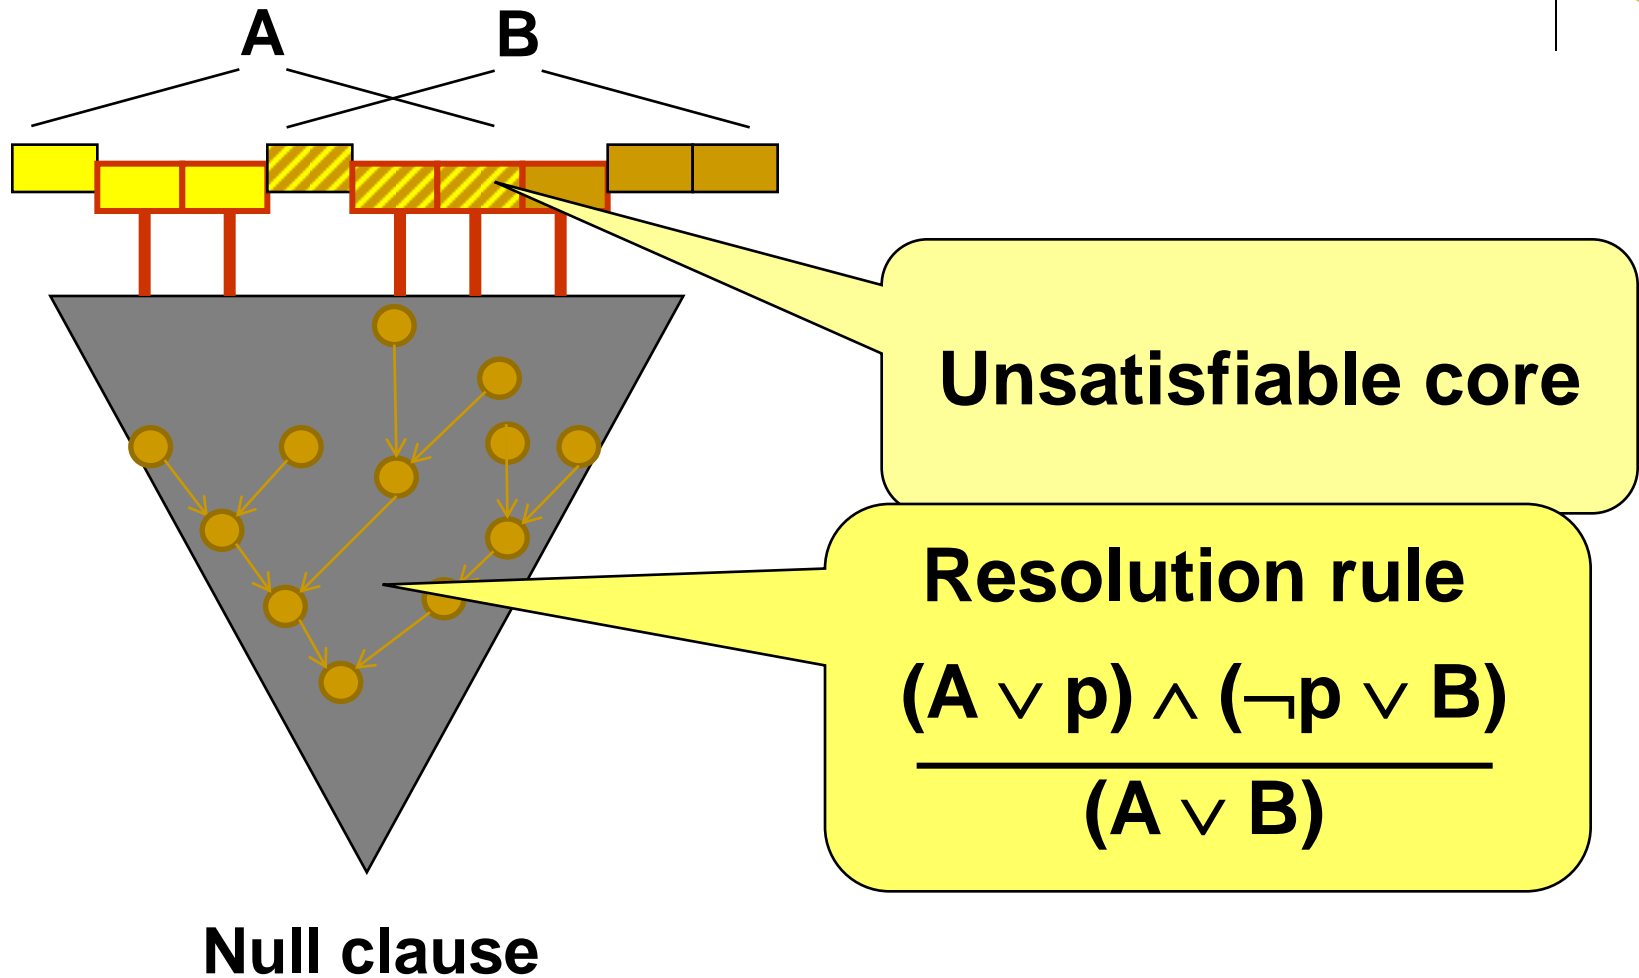 A B
Unsatisfiable core
Resolution rule
(A ∨ p) ∧ (¬p ∨ B)
(A ∨ B)
Null clause